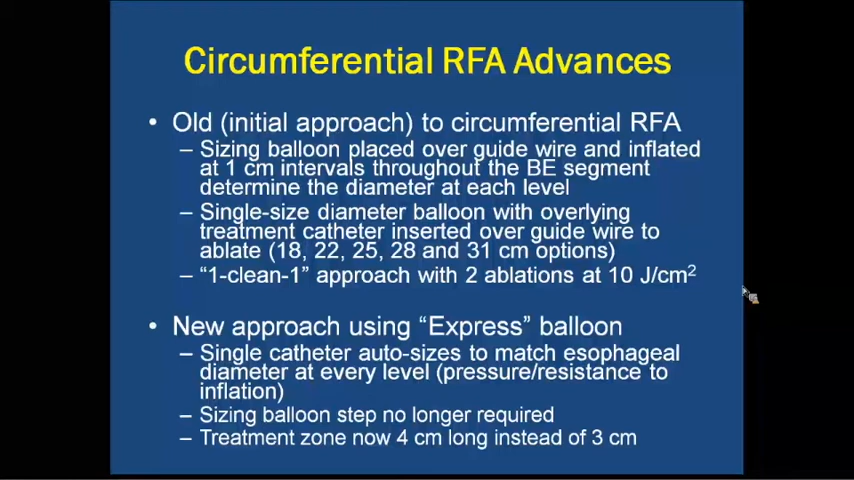 Circumferential RFA Advances
• Old (initial approach) to circumferential RFA
– Sizing balloon placed over guide wire and inflated
at 1 cm intervals throughout the BE segment
determine the diameter at each level
– Single-size diameter balloon with overlying
treatment catheter inserted over guide wire to
ablate (18, 22, 25, 28 and 31 cm options)
– “1-clean-1” approach with 2 ablations at 10 J/cm²
• New approach using “Express” balloon
– Single catheter auto-sizes to match esophageal
diameter at every level (pressure/resistance to
inflation)
– Sizing balloon step no longer required
– Treatment zone now 4 cm long instead of 3 cm